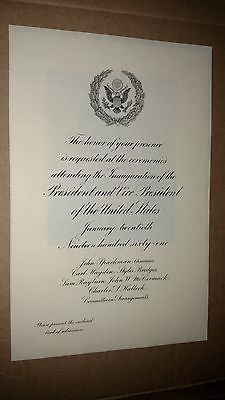 The honor of your presence
is requested at the ceremonies
attending the Inauguration of the
President and Vice President
of the United States
January twentieth
Nineteen hundred sixty-one
John Sparkman, Chairman
Carl Hayden, Styles Bridges,
Sam Rayburn, John W. McCormack,
Charles A. Halleck,
Committee on Arrangements
Please present the enclosed
card of admission